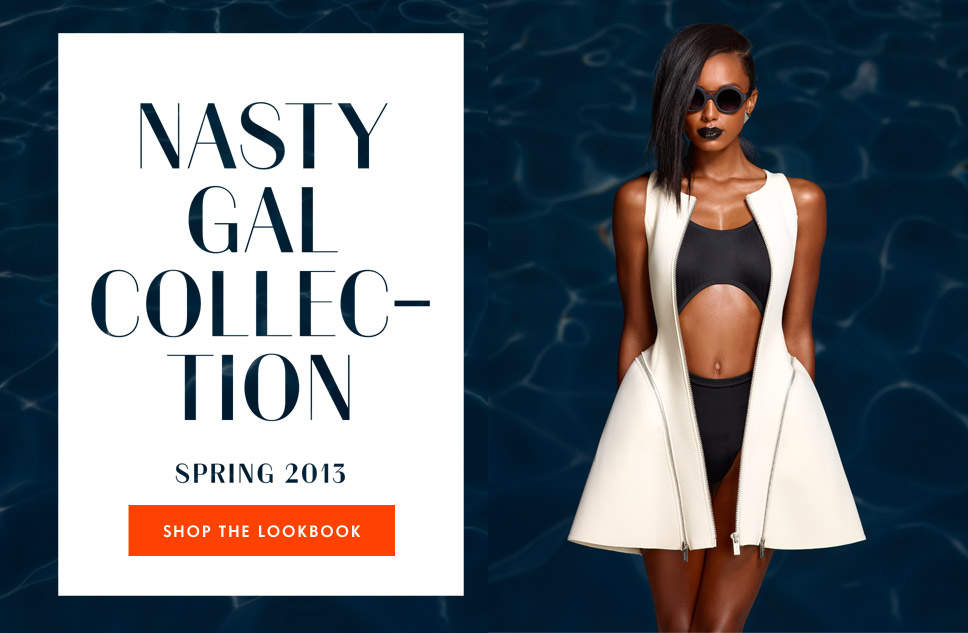 NASTY
GAL
COLLEC-
TION
SPRING 2013
SHOP THE LOOKBOOK